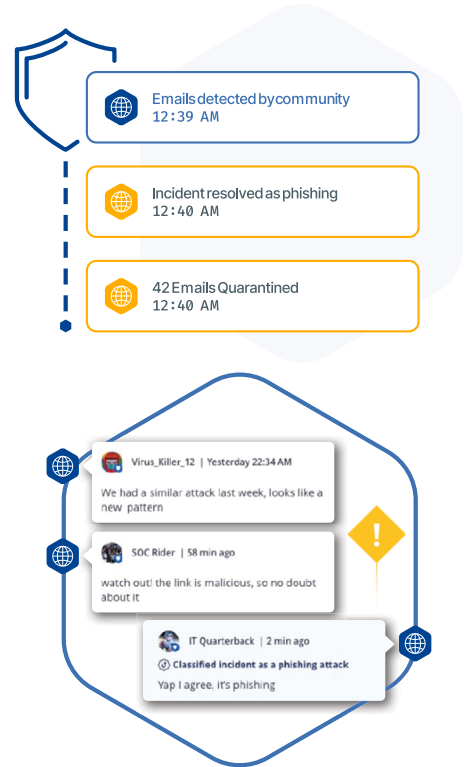 Emails detected by community
12:39 AM
Incident resolved as phishing
12:40 AM
42 Emails Quarantined
12:40 AM
Virus_Killer_12 | Yesterday 22:34 AM
We had a similar attack last week, looks like a
new pattern
SOC Rider | 58 min ago
watch out! the link is malicious, so no doubt
about it
!
IT Quarterback | 2 min ago
Classified incident as a phishing attack
Yap I agree, it's phishing